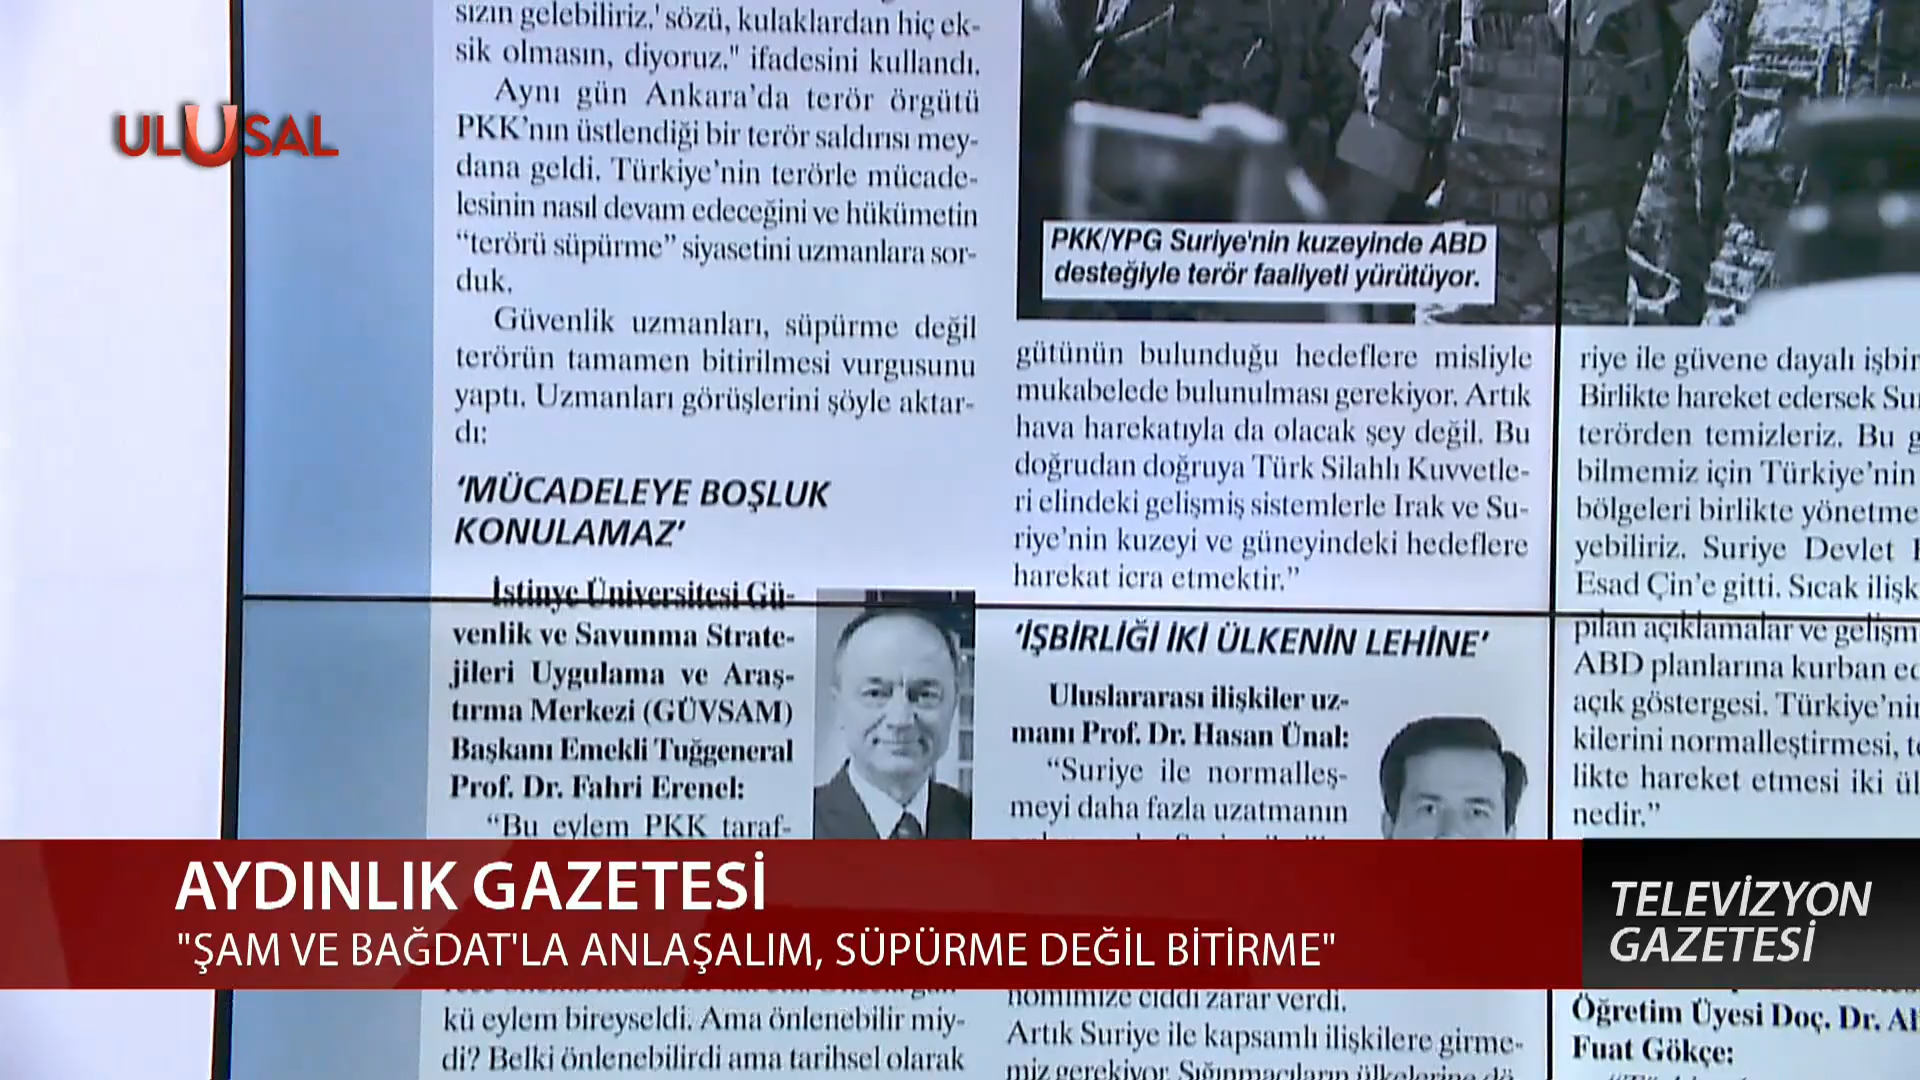 ULUSAL
sızın gelebiliriz.' sözü, kulaklardan hiç ek-
sik olmasın, diyoruz." ifadesini kullandı.
Aynı gün Ankara'da terör örgütü
PKK'nın üstlendiği bir terör saldırısı mey-
dana geldi. Türkiye'nin terörle mücade-
lesinin nasıl devam edeceğini ve hükümetin
“terörü süpürme” siyasetini uzmanlara sor-
duk.
Güvenlik uzmanları, süpürme değil
terörün tamamen bitirilmesi vurgusunu
yaptı. Uzmanları görüşlerini şöyle aktar-
dı:
‘MÜCADELEYE BOŞLUK
KONULAMAZ’
İstinye Üniversitesi Gü-
venlik ve Savunma Strate-
jileri Uygulama ve Araş-
tırma Merkezi (GÜVSAM)
Başkanı Emekli Tuğgeneral
Prof. Dr. Fahri Erenel:
“Bu eylem PKK taraf-
kü eylem bireyseldi. Ama önlenebilir miy-
di? Belki önlenebilirdi ama tarihsel olarak
PKK/YPG Suriye'nin kuzeyinde ABD
desteğiyle terör faaliyeti yürütüyor.
gütünün bulunduğu hedeflere misliyle
mukabelede bulunulması gerekiyor. Artık
hava harekatıyla da olacak şey değil. Bu
doğrudan doğruya Türk Silahlı Kuvvetle-
ri elindeki gelişmiş sistemlerle Irak ve Su-
riye'nin kuzeyi ve güneyindeki hedeflere
harekat icra etmektir.”
‘İŞBİRLİĞİ İKİ ÜLKENİN LEHİNE’
Uluslararası ilişkiler uz-
manı Prof. Dr. Hasan Ünal:
“Suriye ile normalleş-
meyi daha fazla uzatmanın
nomimize ciddi zarar verdi.
Artık Suriye ile kapsamlı ilişkilere girme-
miz gerekiyor. Sığınmacıların ülkelerine dö
riye ile güvene dayalı işbir
Birlikte hareket edersek Su
terörden temizleriz. Bu g
bilmemiz için Türkiye'nin
bölgeleri birlikte yönetme
yebiliriz. Suriye Devlet
Esad Çin'e gitti. Sıcak ilişk
pılan açıklamalar ve gelişm
ABD planlarına kurban ed
açık göstergesi. Türkiye'nin
kilerini normalleştirmesi, te
likte hareket etmesi iki ül
nedir.”
Öğretim Üyesi Doç. Dr. Al
Fuat Gökçe:
AYDINLIK GAZETESİ
"ŞAM VE BAĞDAT'LA ANLAŞALIM, SÜPÜRME DEĞİL BİTİRME"
TELEVİZYON
GAZETESİ